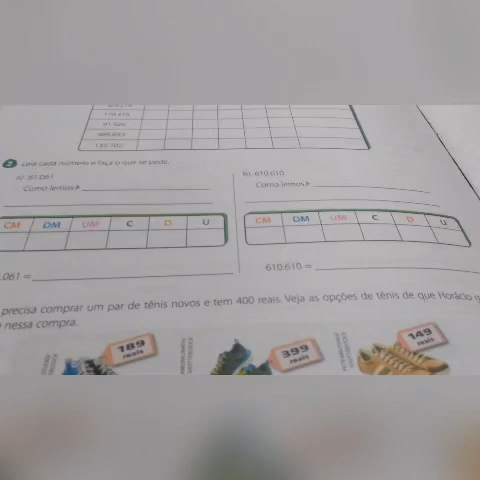 2 Leia cada número e faça o que se pede.
a) 61.061
Como lemos?
b) 610.610
Como lemos?
CM DM UM C D U
CM DM UM C D U
.061 =
610.610 =
precisa comprar um par de tênis novos e tem 400 reais. Veja as opções de tênis de que Horácio
nessa compra.
189 reais
399 reais
149 reais